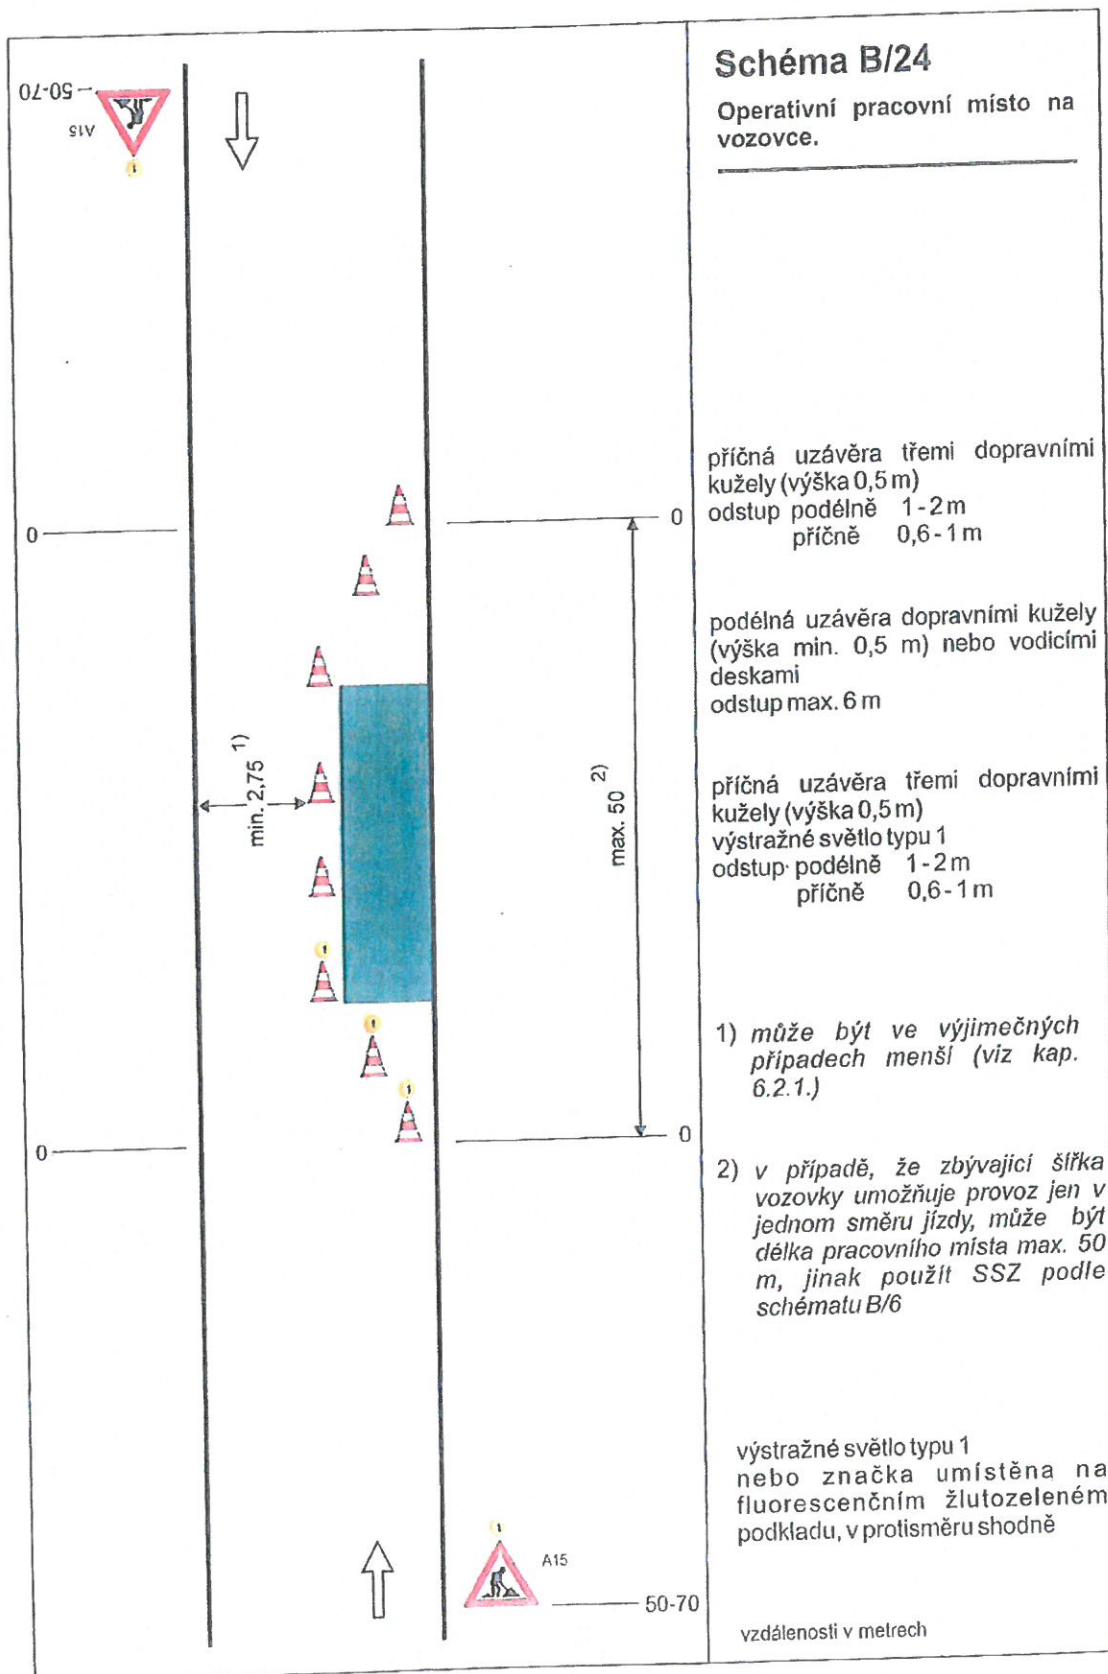 Schéma B/24
Operativní pracovní místo na
vozovce.
50-70
A15
1
příčná uzávěra třemi dopravními
kužely (výška 0,5 m)
odstup podélně 1-2 m
příčně 0,6-1 m
0
0
podélná uzávěra dopravními kužely
(výška min. 0,5 m) nebo vodicími
deskami
odstup max. 6 m
min. 2,75 1)
max. 50 2)
příčná uzávěra třemi dopravními
kužely (výška 0,5 m)
výstražné světlo typu 1
odstup podélně 1-2 m
příčně 0,6-1 m
1
1
1
1) může být ve výjimečných
případech menší (viz kap.
6.2.1.)
0
0
2) v případě, že zbývající šířka
vozovky umožňuje provoz jen v
jednom směru jízdy, může být
délka pracovního místa max. 50
m, jinak použít SSZ podle
schématu B/6
výstražné světlo typu 1
nebo značka umístěna na
fluorescenčním žlutozeleném
podkladu, v protisměru shodně
1
A15
50-70
vzdálenosti v metrech